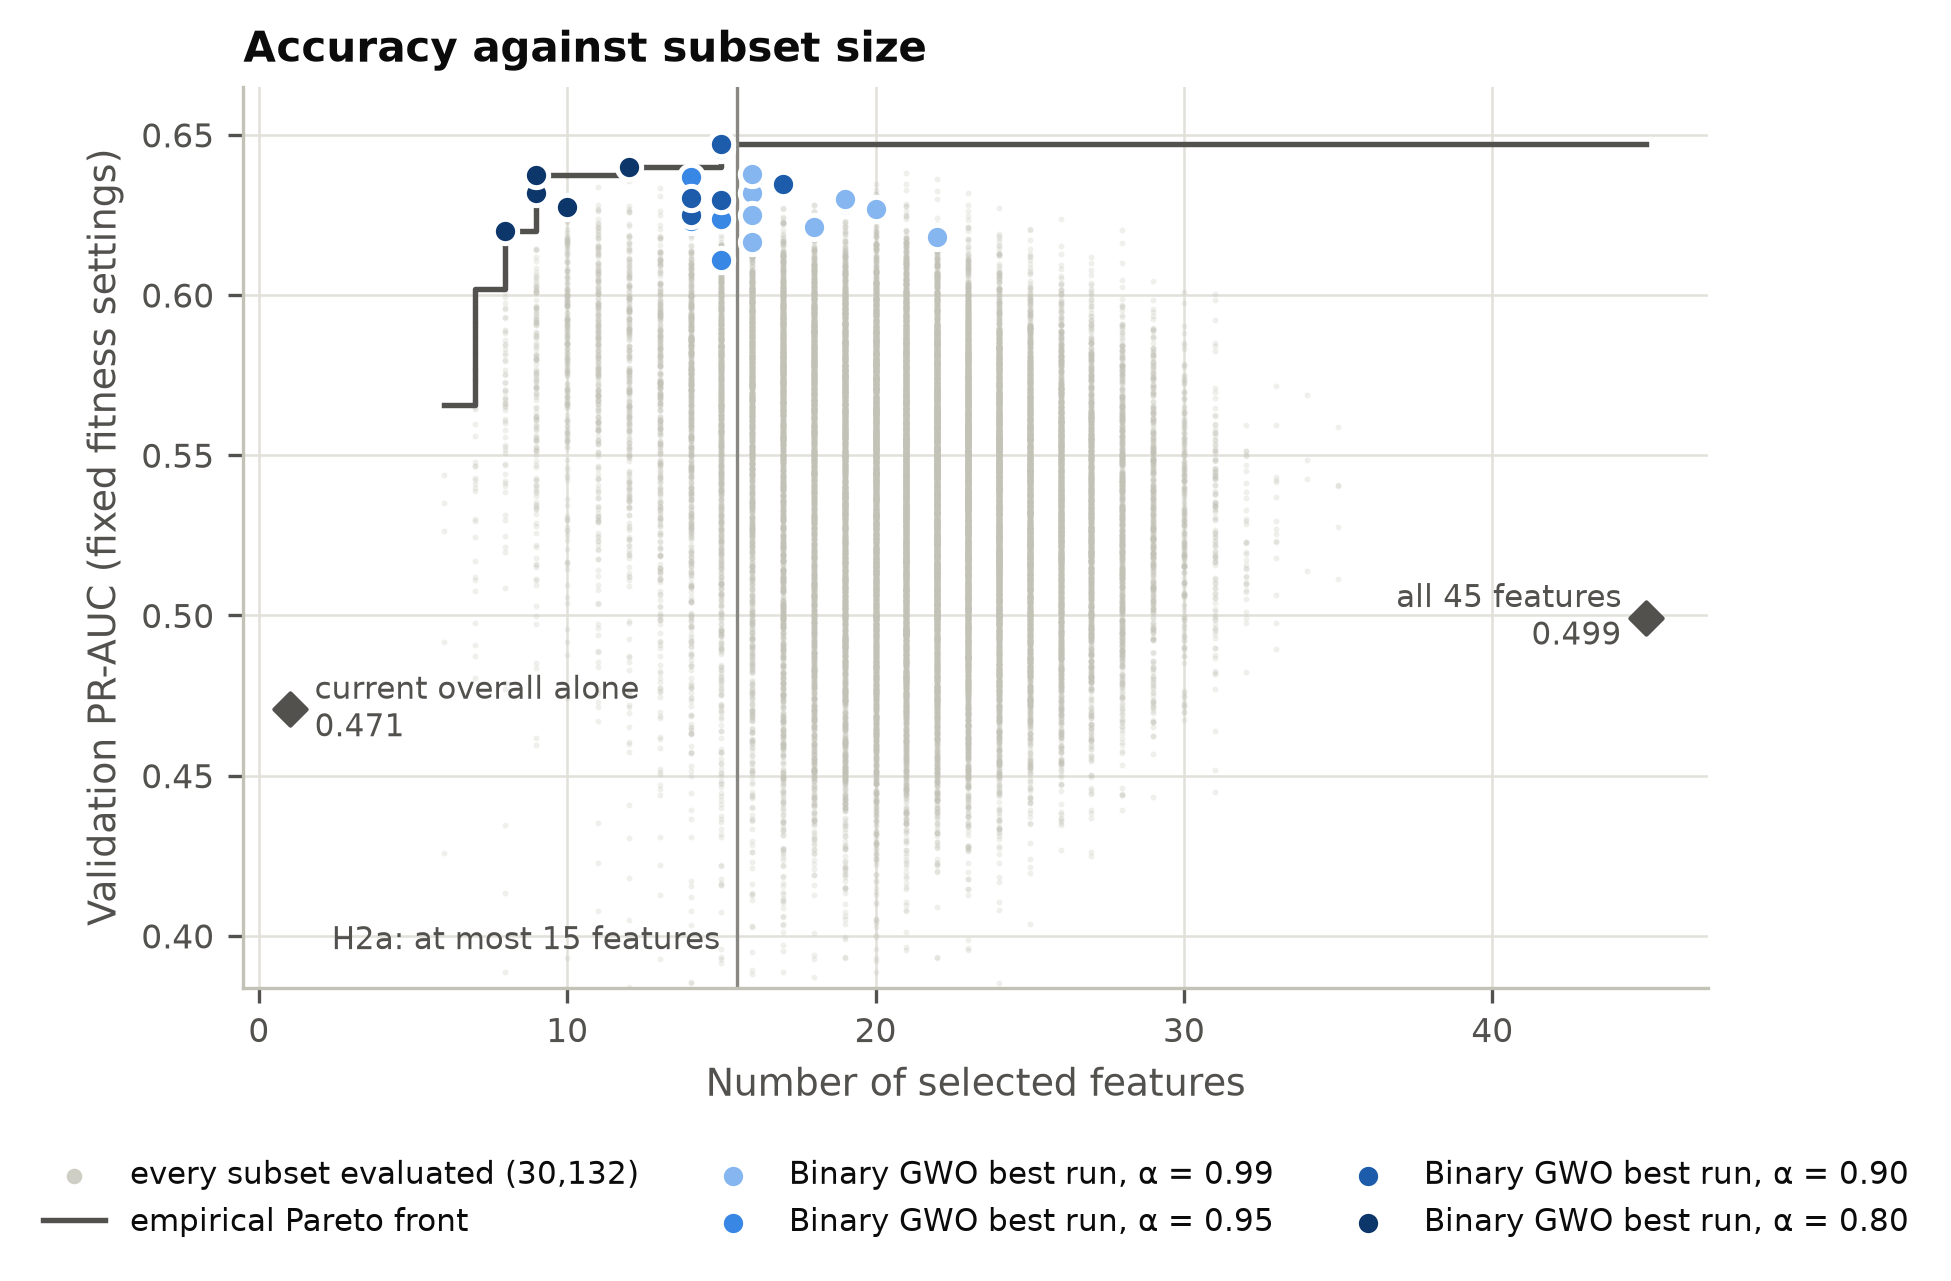 Accuracy against subset size
Validation PR-AUC (fixed fitness settings)
0.65
0.60
0.55
0.50
0.45
0.40
all 45 features
0.499
current overall alone
0.471
H2a: at most 15 features
0
10
20
30
40
Number of selected features
every subset evaluated (30,132)
empirical Pareto front
Binary GWO best run, α = 0.99
Binary GWO best run, α = 0.95
Binary GWO best run, α = 0.90
Binary GWO best run, α = 0.80